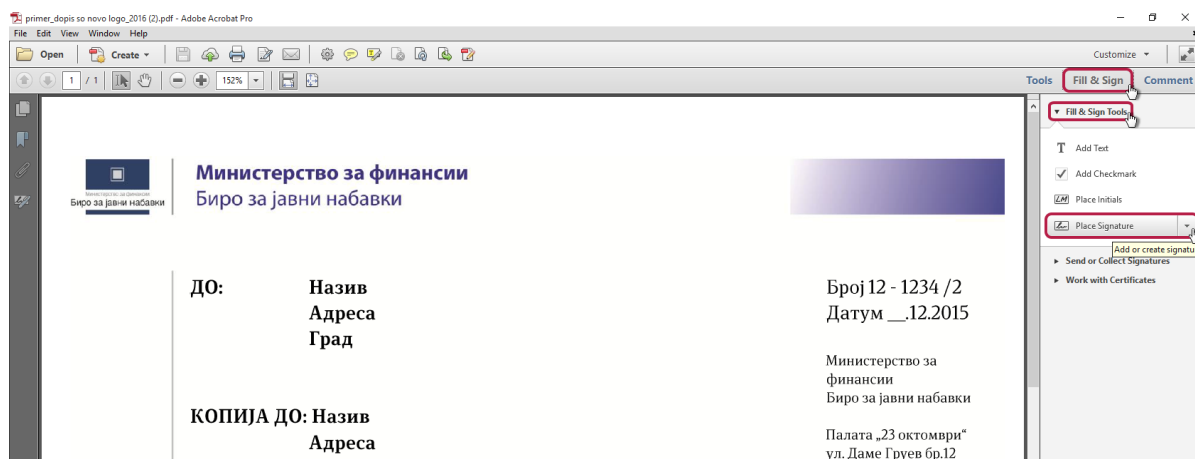 primer_dopis so novo logo_2016 (2).pdf - Adobe Acrobat Pro
File Edit View Window Help
Open Create Customize
1 / 1 152% Tools Fill & Sign Comment
Fill & Sign Tools
T Add Text
Add Checkmark
LM Place Initials
Place Signature
Add or create signatu
Send or Collect Signatures
Work with Certificates
Министерство за финансии
Биро за јавни набавки
Министерство за финансии
Биро за јавни набавки
ДО: Назив
Адреса
Град
КОПИЈА ДО: Назив
Адреса
Број 12 - 1234 /2
Датум __.12.2015
Министерство за
финансии
Биро за јавни набавки
Палата „23 октомври“
ул. Даме Груев бр.12